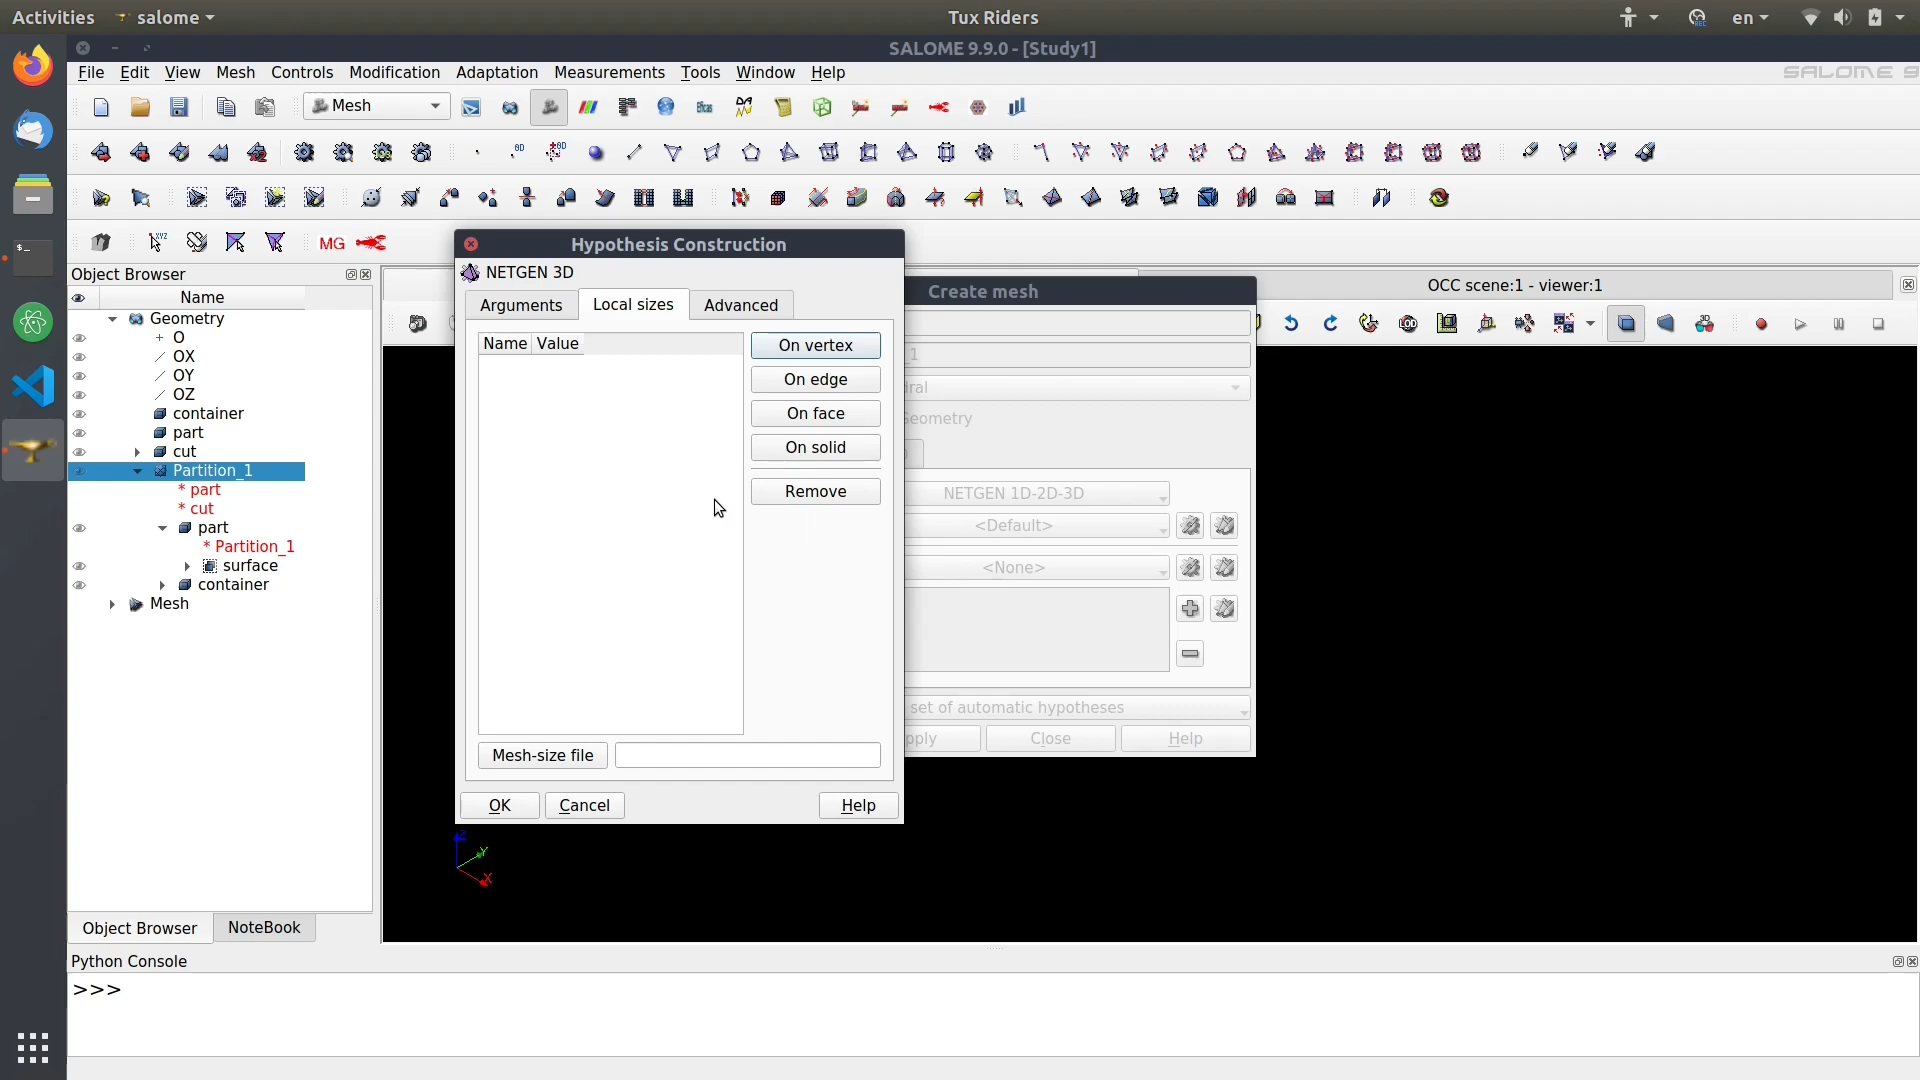 Activities
salome
Tux Riders
en
SALOME 9.9.0 - [Study1]
File Edit View Mesh Controls Modification Adaptation Measurements Tools Window Help
SALOME 9
Mesh
MG
Object Browser
Name
Geometry
O
OX
OY
OZ
container
part
cut
Partition_1
* part
* cut
part
* Partition_1
surface
container
Mesh
Object Browser
NoteBook
Hypothesis Construction
NETGEN 3D
Arguments
Local sizes
Advanced
Name Value
On vertex
On edge
On face
On solid
Remove
Mesh-size file
OK
Cancel
Help
Create mesh
NETGEN 1D-2D-3D
<Default>
<None>
set of automatic hypotheses
Close
Help
OCC scene:1 - viewer:1
LOD
Z
Y
X
Python Console
>>>